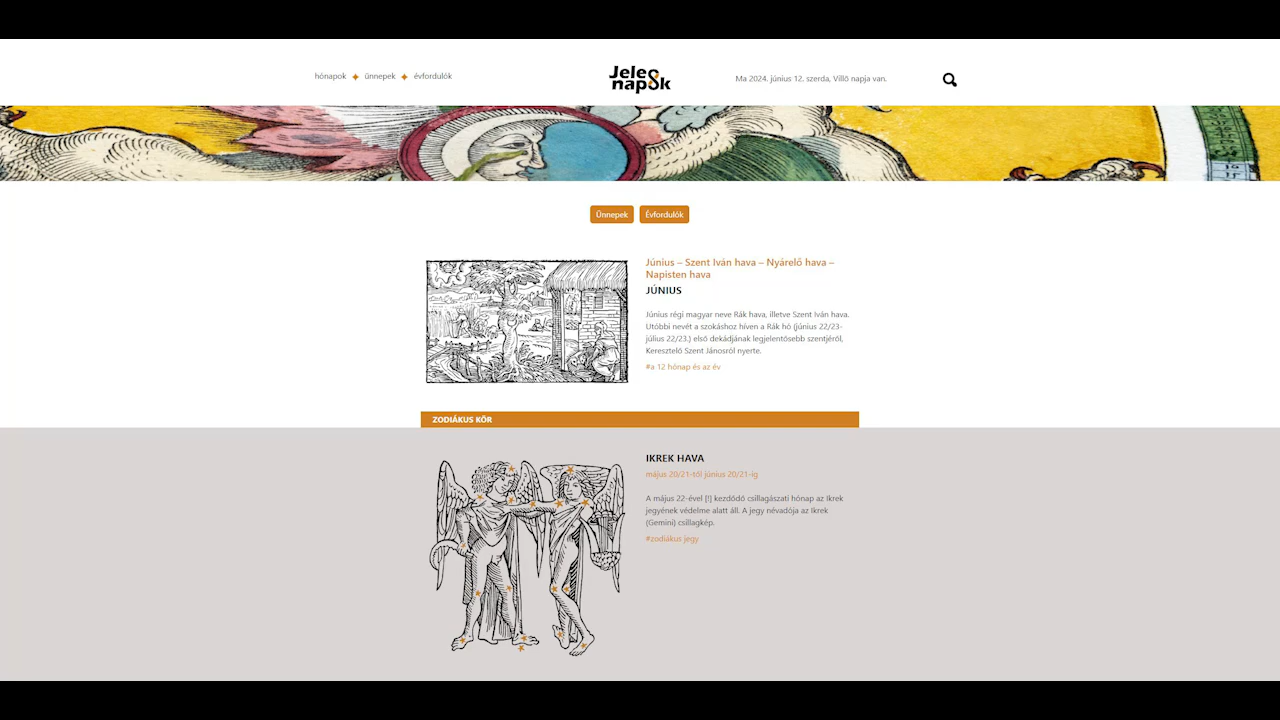 hónapok ünnepek évfordulók
Jeles
napok
Ma 2024. június 12. szerda, Villő napja van.
Ünnepek Évfordulók
Június – Szent Iván hava – Nyárelő hava –
Napisten hava
JÚNIUS
Június régi magyar neve Rák hava, illetve Szent Iván hava.
Utóbbi nevét a szokáshoz híven a Rák hó (június 22/23-
július 22/23.) első dekádjának legjelentősebb szentjéről,
Keresztelő Szent Jánosról nyerte.
#a 12 hónap és az év
ZODIÁKUS KÖR
IKREK HAVA
május 20/21-től június 20/21-ig
A május 22-ével [!] kezdődő csillagászati hónap az Ikrek
jegyének védelme alatt áll. A jegy névadója az Ikrek
(Gemini) csillagkép.
#zodiákus jegy